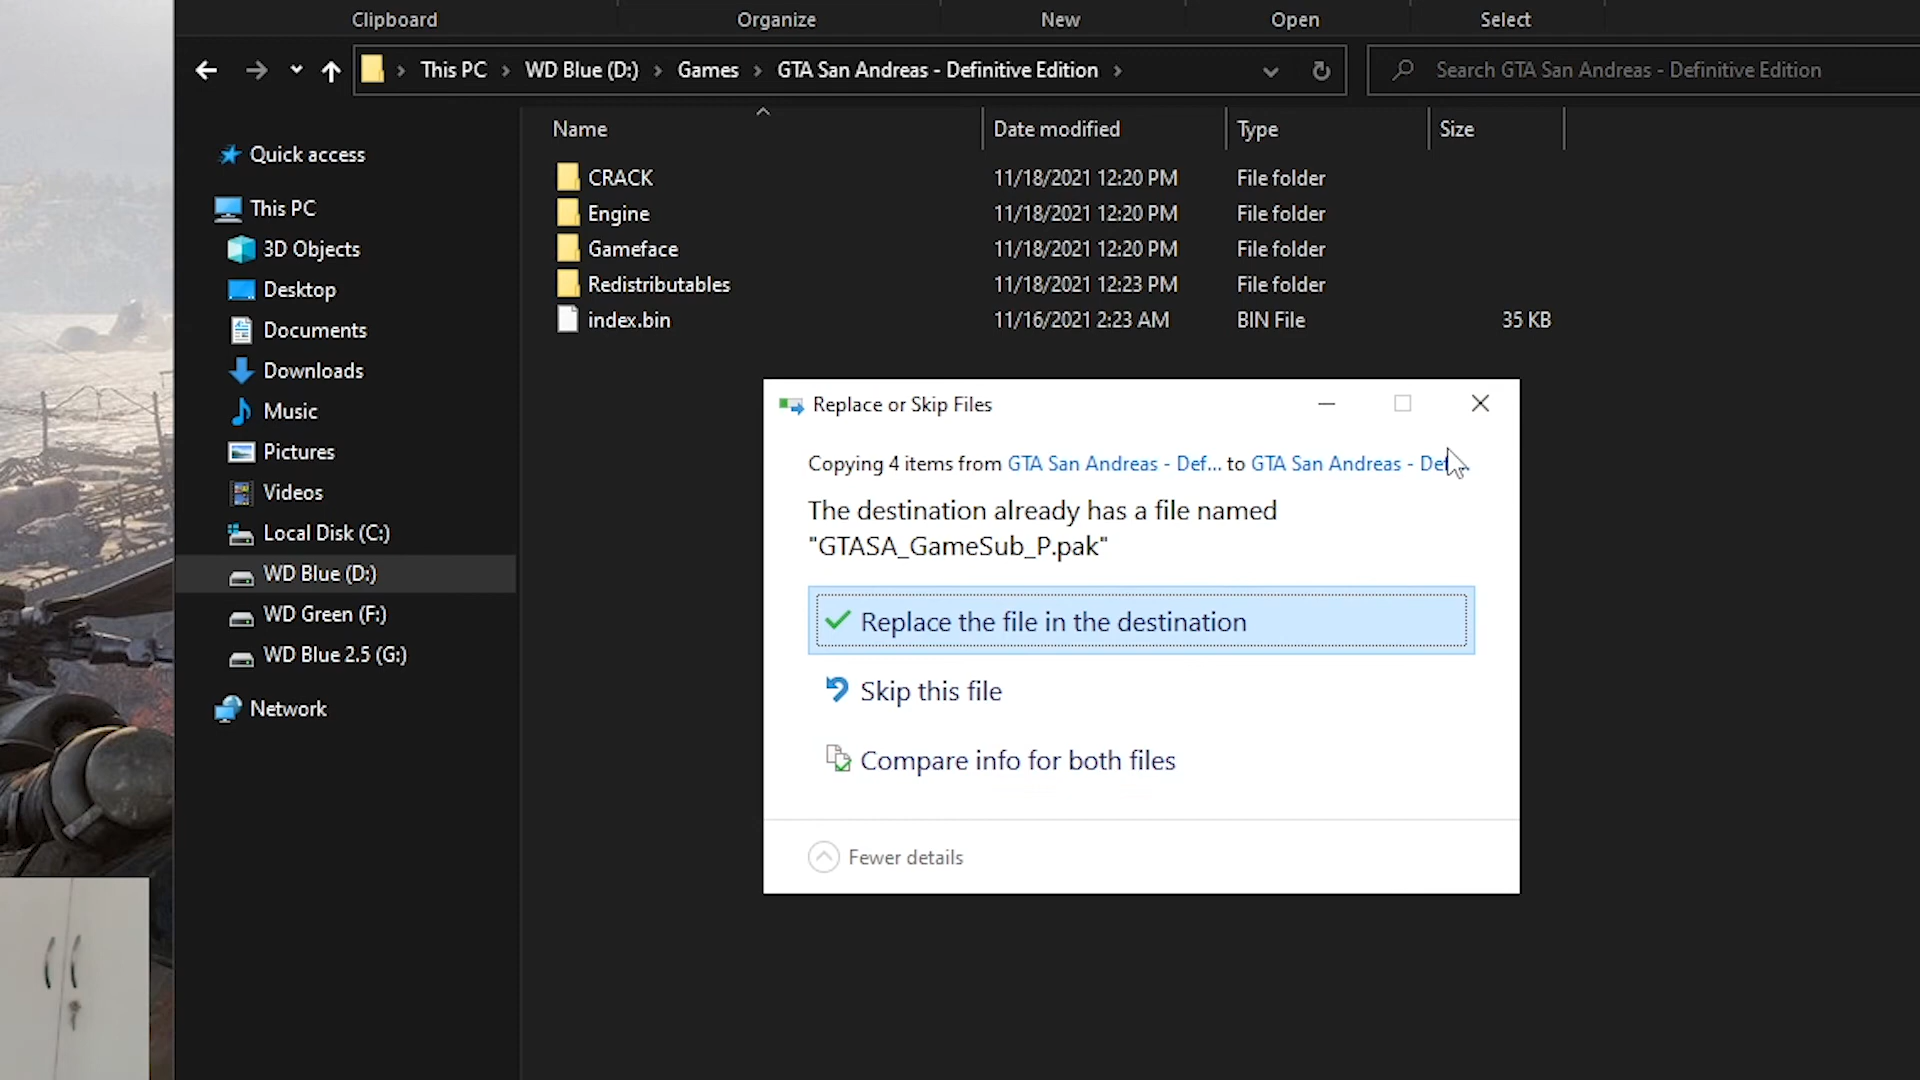 Clipboard Organize New Open Select
This PC WD Blue (D:) Games GTA San Andreas - Definitive Edition Search GTA San Andreas - Definitive Edition
Name Date modified Type Size
Quick access
This PC
3D Objects
Desktop
Documents
Downloads
Music
Pictures
Videos
Local Disk (C:)
WD Blue (D:)
WD Green (F:)
WD Blue 2.5 (G:)
Network
CRACK 11/18/2021 12:20 PM File folder
Engine 11/18/2021 12:20 PM File folder
Gameface 11/18/2021 12:20 PM File folder
Redistributables 11/18/2021 12:23 PM File folder
index.bin 11/16/2021 2:23 AM BIN File 35 KB
Replace or Skip Files
Copying 4 items from GTA San Andreas - Def... to GTA San Andreas - Def...
The destination already has a file named
"GTASA_GameSub_P.pak"
Replace the file in the destination
Skip this file
Compare info for both files
Fewer details